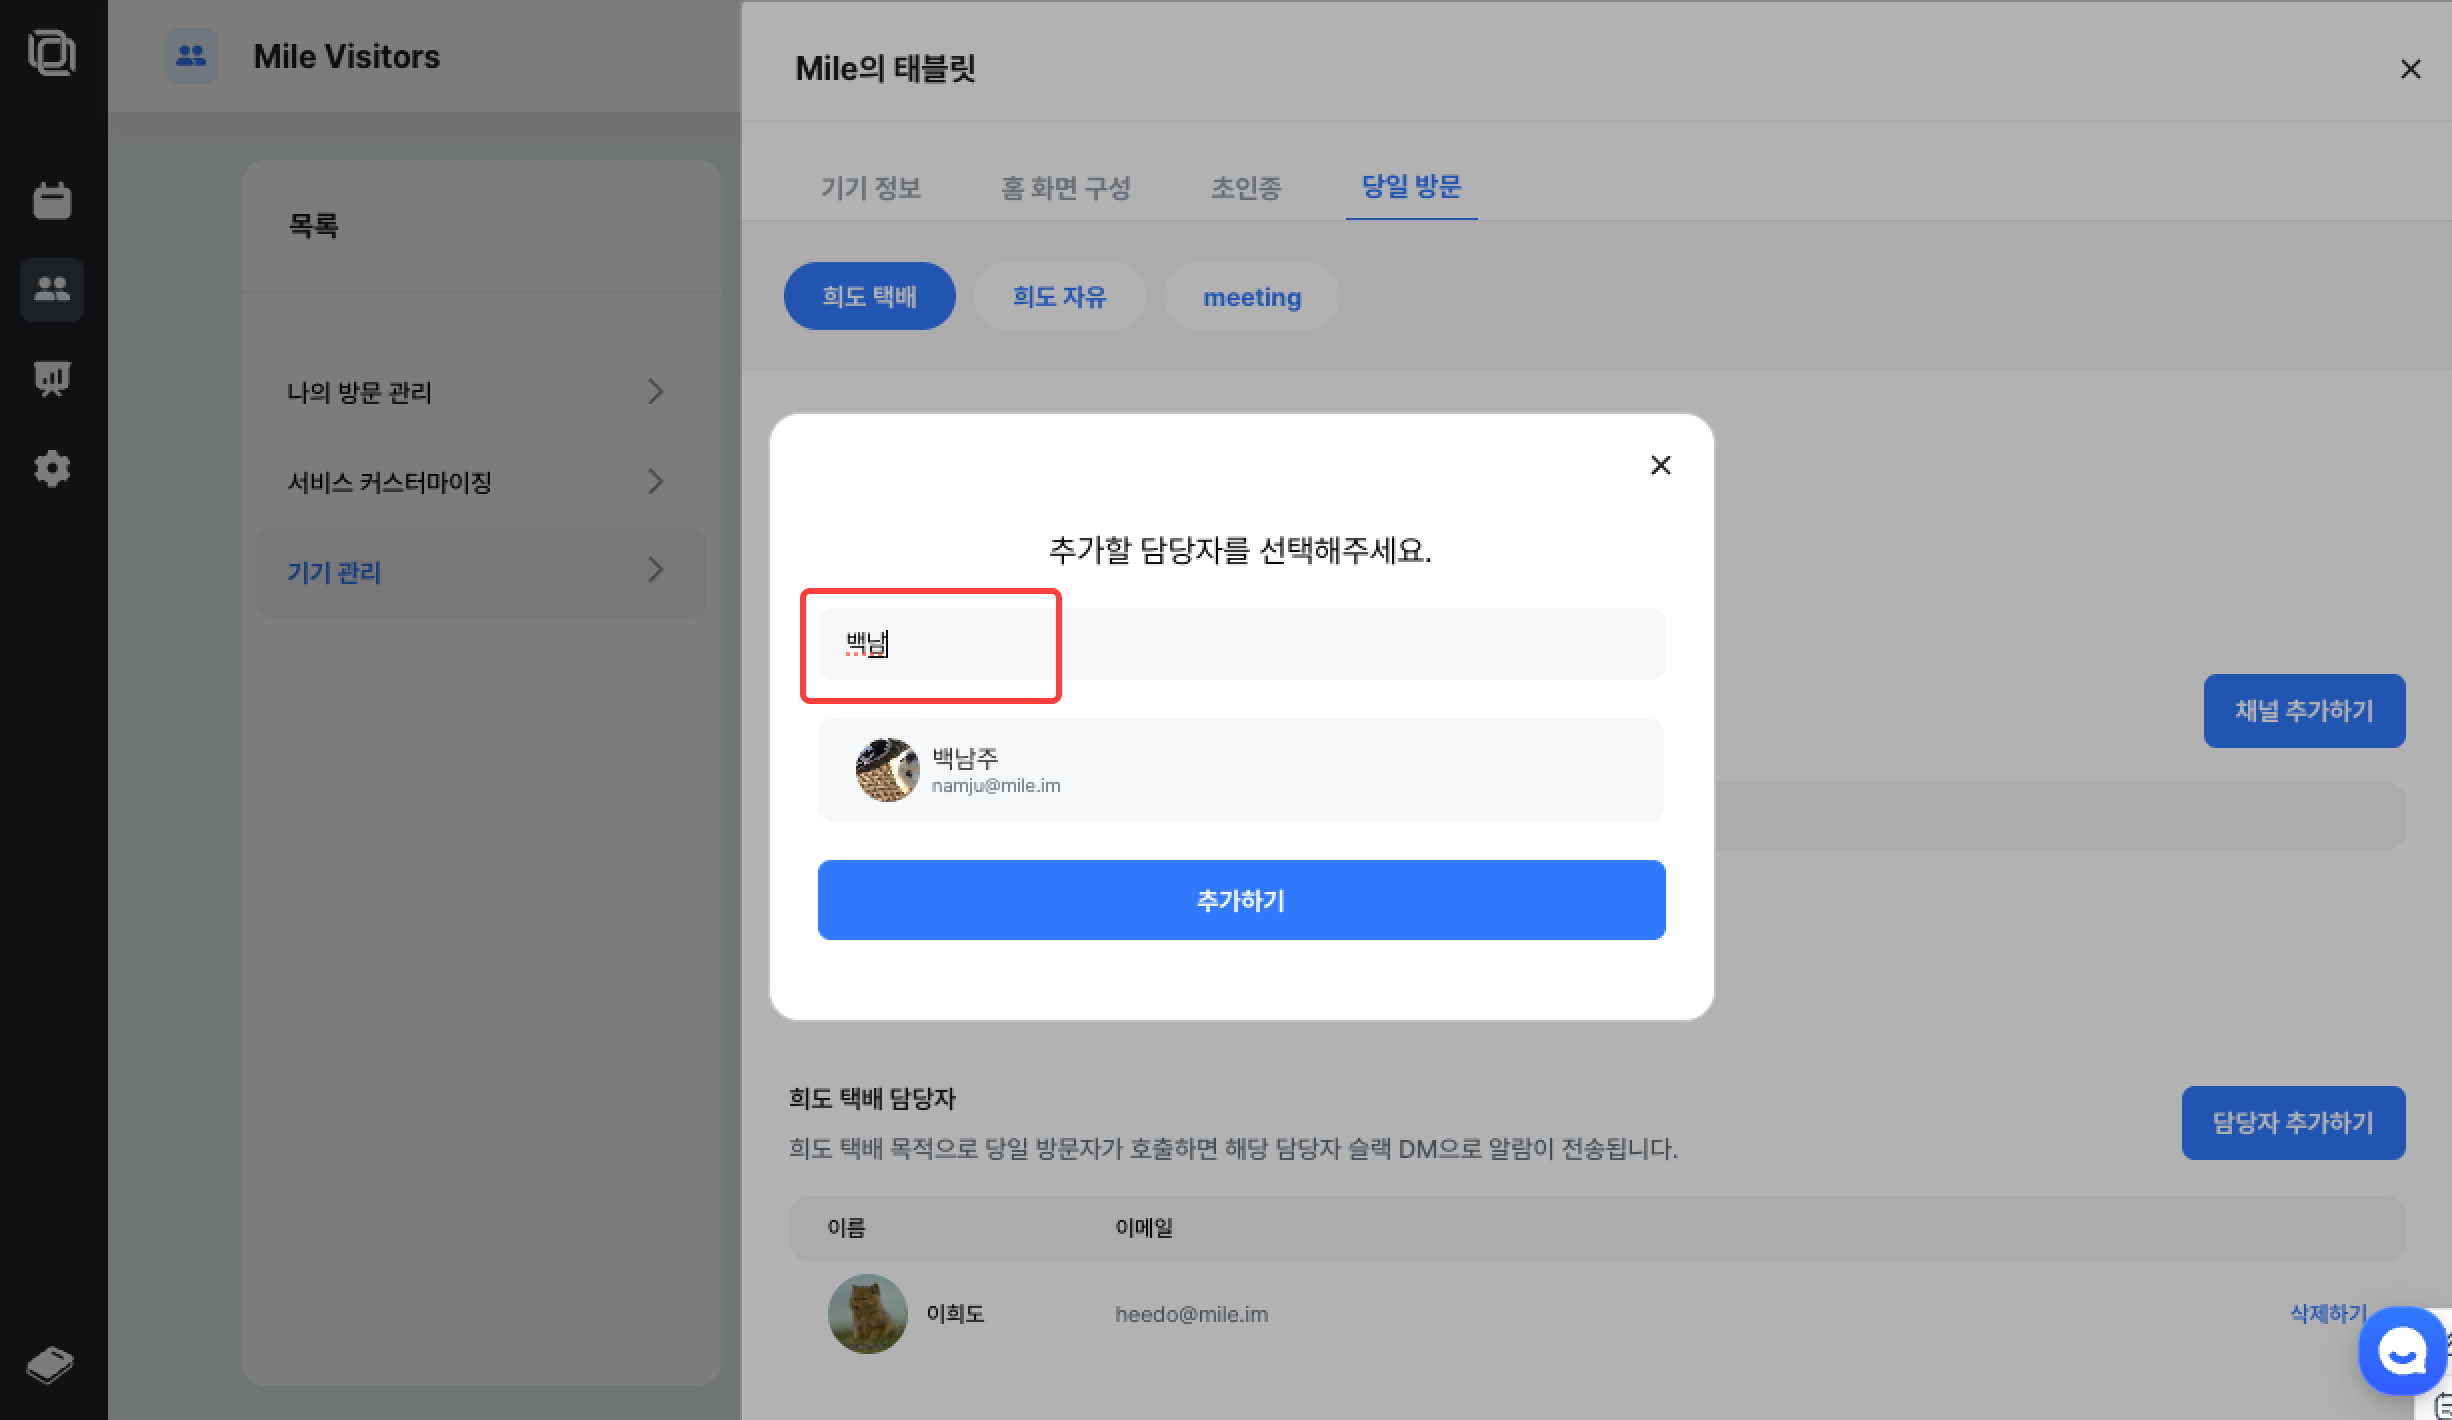 Mile Visitors
목록
나의 방문 관리
서비스 커스터마이징
기기 관리
Mile의 태블릿
기기 정보
홈 화면 구성
초인종
당일 방문
희도 택배
희도 자유
meeting
추가할 담당자를 선택해주세요.
백남
백남주
namju@mile.im
추가하기
채널 추가하기
희도 택배 담당자
희도 택배 목적으로 당일 방문자가 호출하면 해당 담당자 슬랙 DM으로 알람이 전송됩니다.
담당자 추가하기
이름
이메일
이희도
heedo@mile.im
삭제하기